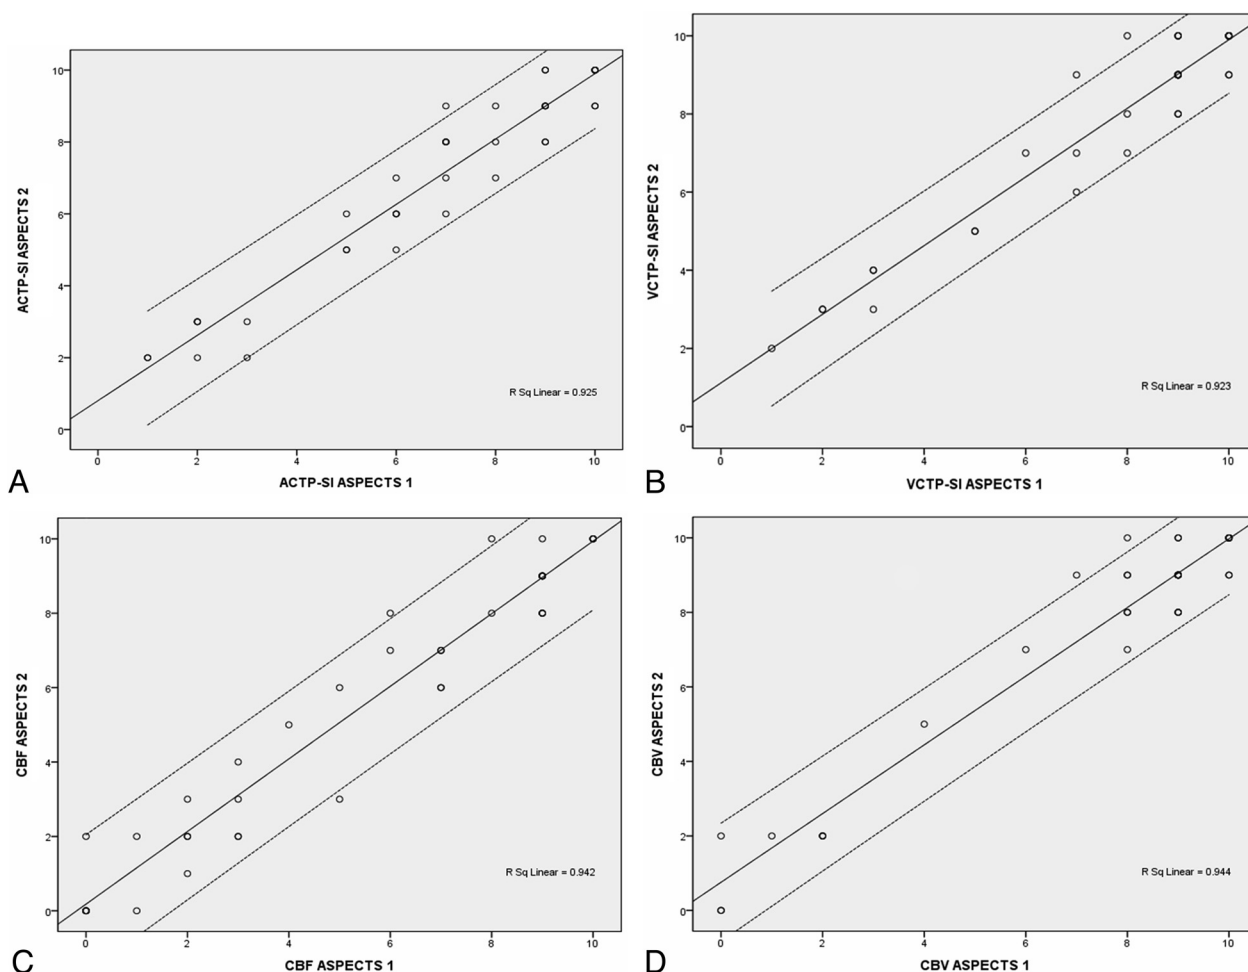 10
8
6
4
2
0
ACTP-SI ASPECTS 2
R Sq Linear = 0.925
0 2 4 6 8 10
ACTP-SI ASPECTS 1
A
10
8
6
4
2
0
VCTP-SI ASPECTS 2
R Sq Linear = 0.923
0 2 4 6 8 10
VCTP-SI ASPECTS 1
B
10
8
6
4
2
0
CBF ASPECTS 2
R Sq Linear = 0.942
0 2 4 6 8 10
CBF ASPECTS 1
C
10
8
6
4
2
0
CBV ASPECTS 2
R Sq Linear = 0.944
0 2 4 6 8 10
CBV ASPECTS 1
D